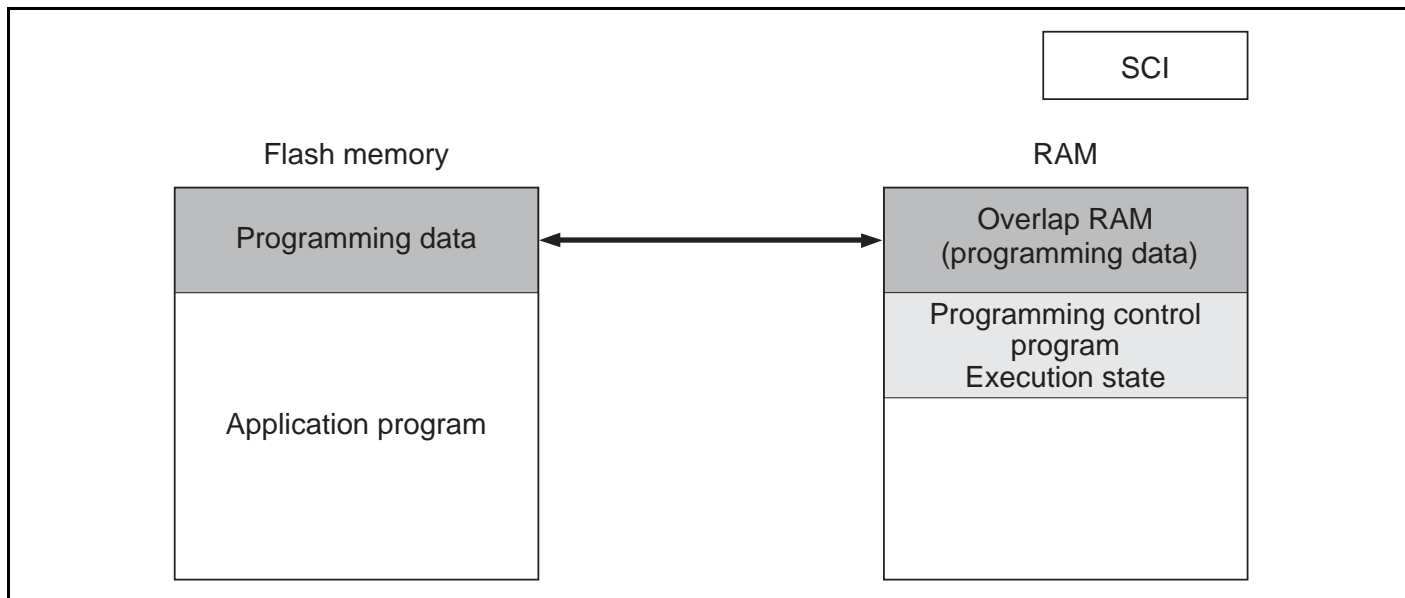 SCI
Flash memory
RAM
Programming data
Overlap RAM
(programming data)
Programming control
program
Execution state
Application program